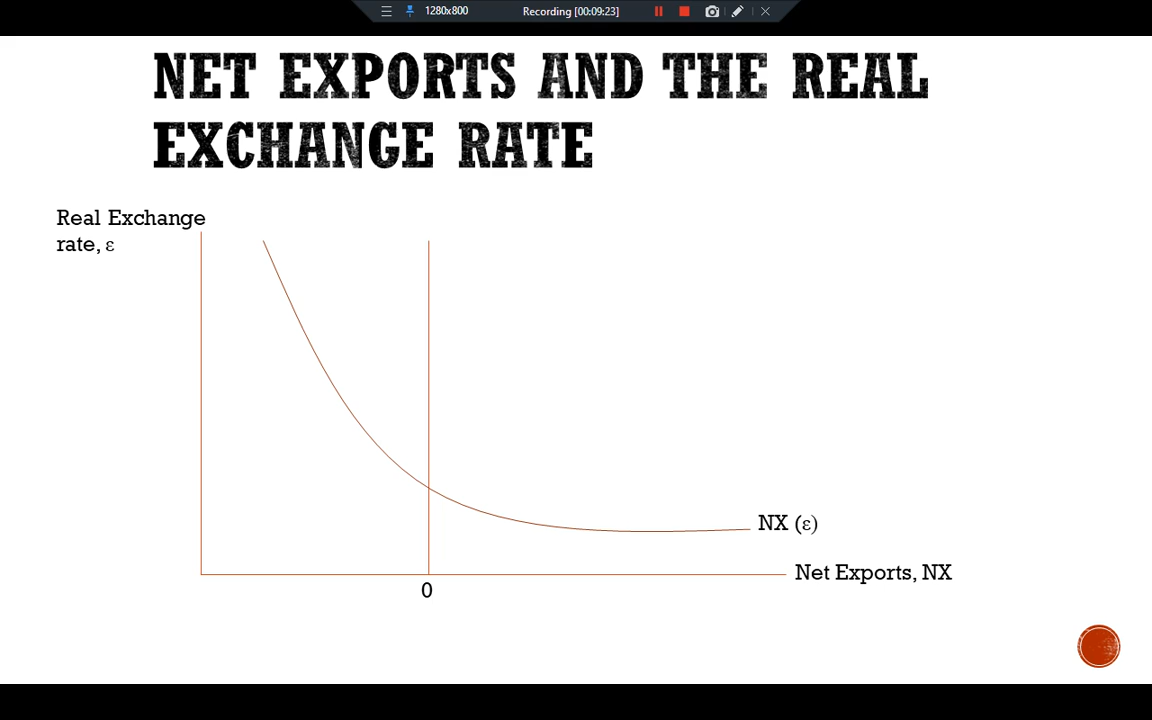 1280x800
Recording [00:09:23]
NET EXPORTS AND THE REAL
EXCHANGE RATE
Real Exchange
rate, ε
NX (ε)
Net Exports, NX
0